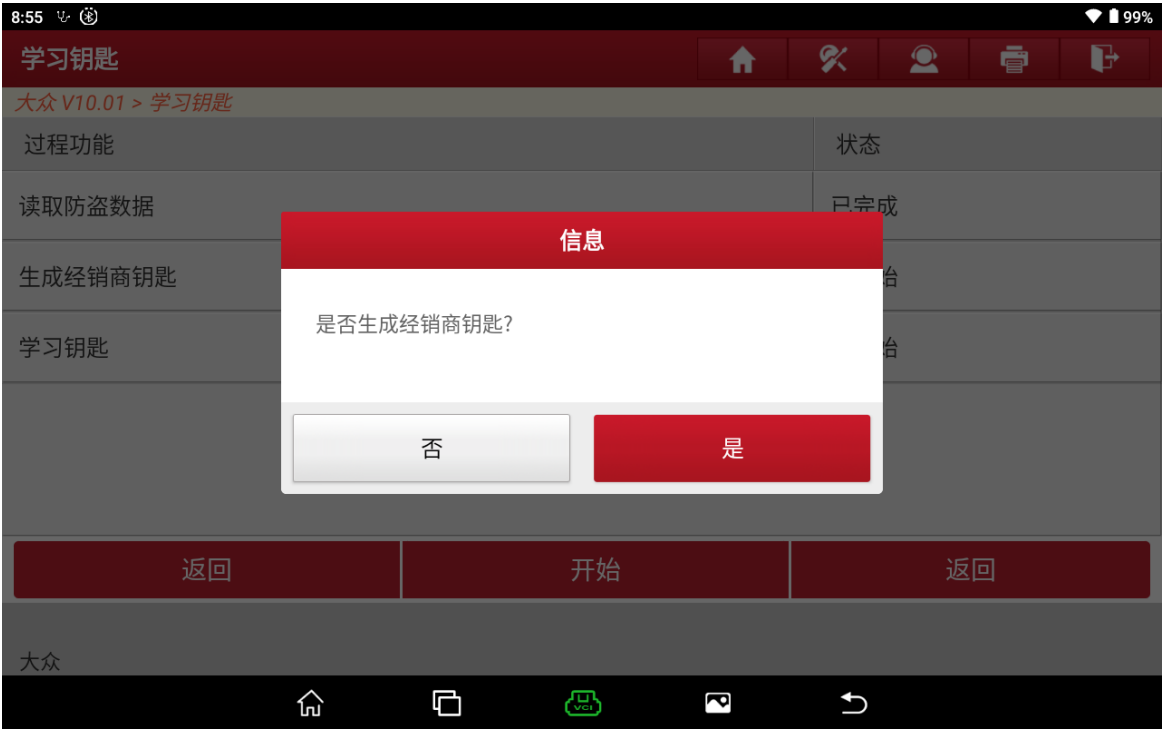 8:55
99%
学习钥匙
大众 V10.01 > 学习钥匙
过程功能
状态
读取防盗数据
已完成
信息
生成经销商钥匙
始
是否生成经销商钥匙?
学习钥匙
始
否
是
返回
开始
返回
大众
VCI